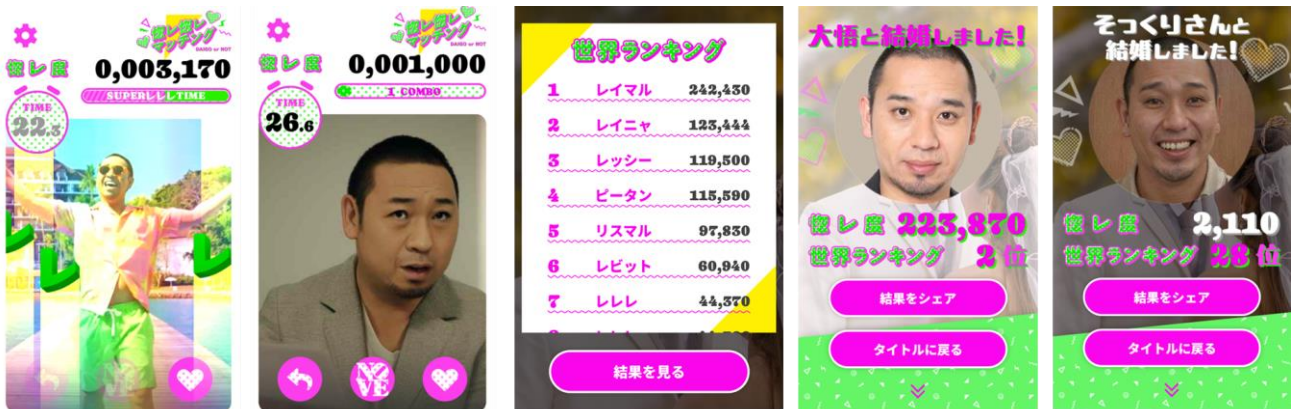 惚レ惚レ
マッチング
DAIGO or NOT
惚レ度
0,003,170
SUPERレレレTIME
TIME
22.3
惚レ惚レ
マッチング
DAIGO or NOT
惚レ度
0,001,000
1 COMBO
TIME
26.6
世界ランキング
1 レイマル 242,430
2 レイニャ 123,444
3 レッシー 119,500
4 ピータン 115,590
5 リスマル 97,830
6 レビット 60,940
7 レレレ 44,370
結果を見る
大悟と結婚しました!
惚レ度 223,870
世界ランキング 2位
結果をシェア
タイトルに戻る
そっくりさんと
結婚しました!
惚レ度 2,110
世界ランキング 28位
結果をシェア
タイトルに戻る